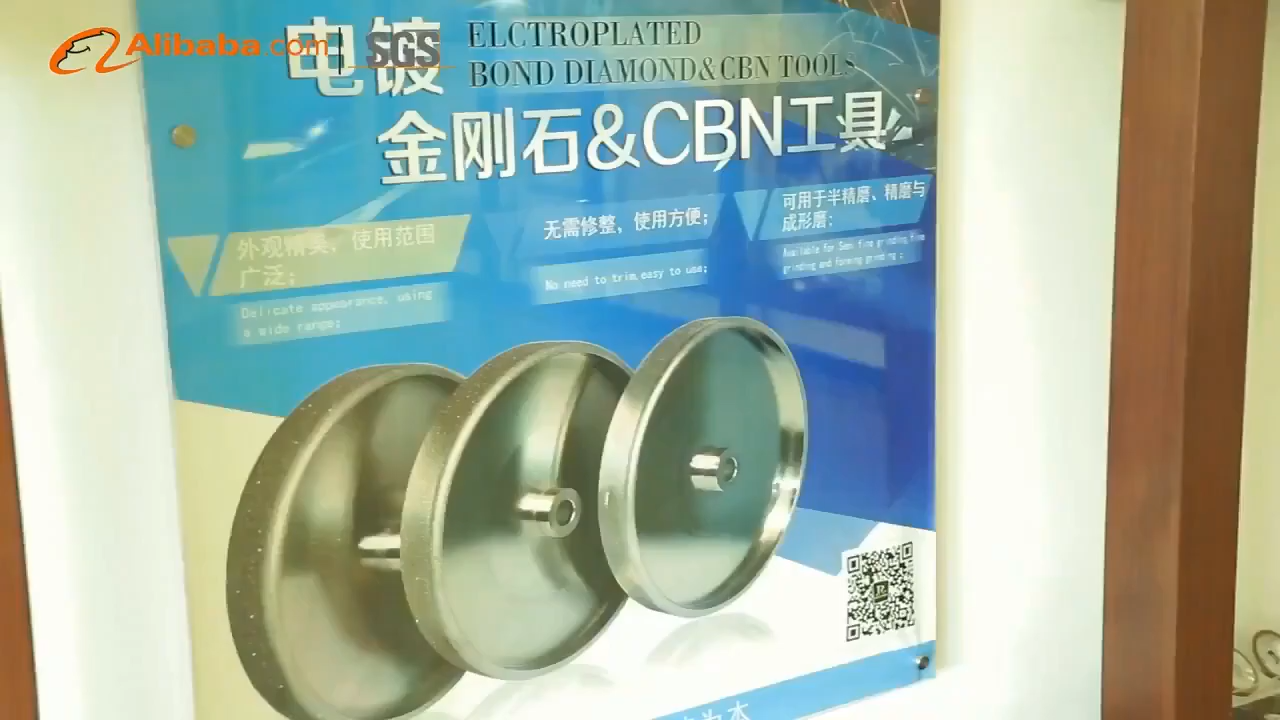 Alibaba.com
SGS
电镀
ELCTROPLATED
BOND DIAMOND&CBN TOOLS
金刚石&CBN工具
外观精美，使用范围
广泛；
Delicate appearance, using
a wide range;
无需修整，使用方便；
No need to trim,easy to use;
可用于半精磨、精磨与
成形磨；
Available for Semi fine grinding,fine
grinding and forming grinding;
为本